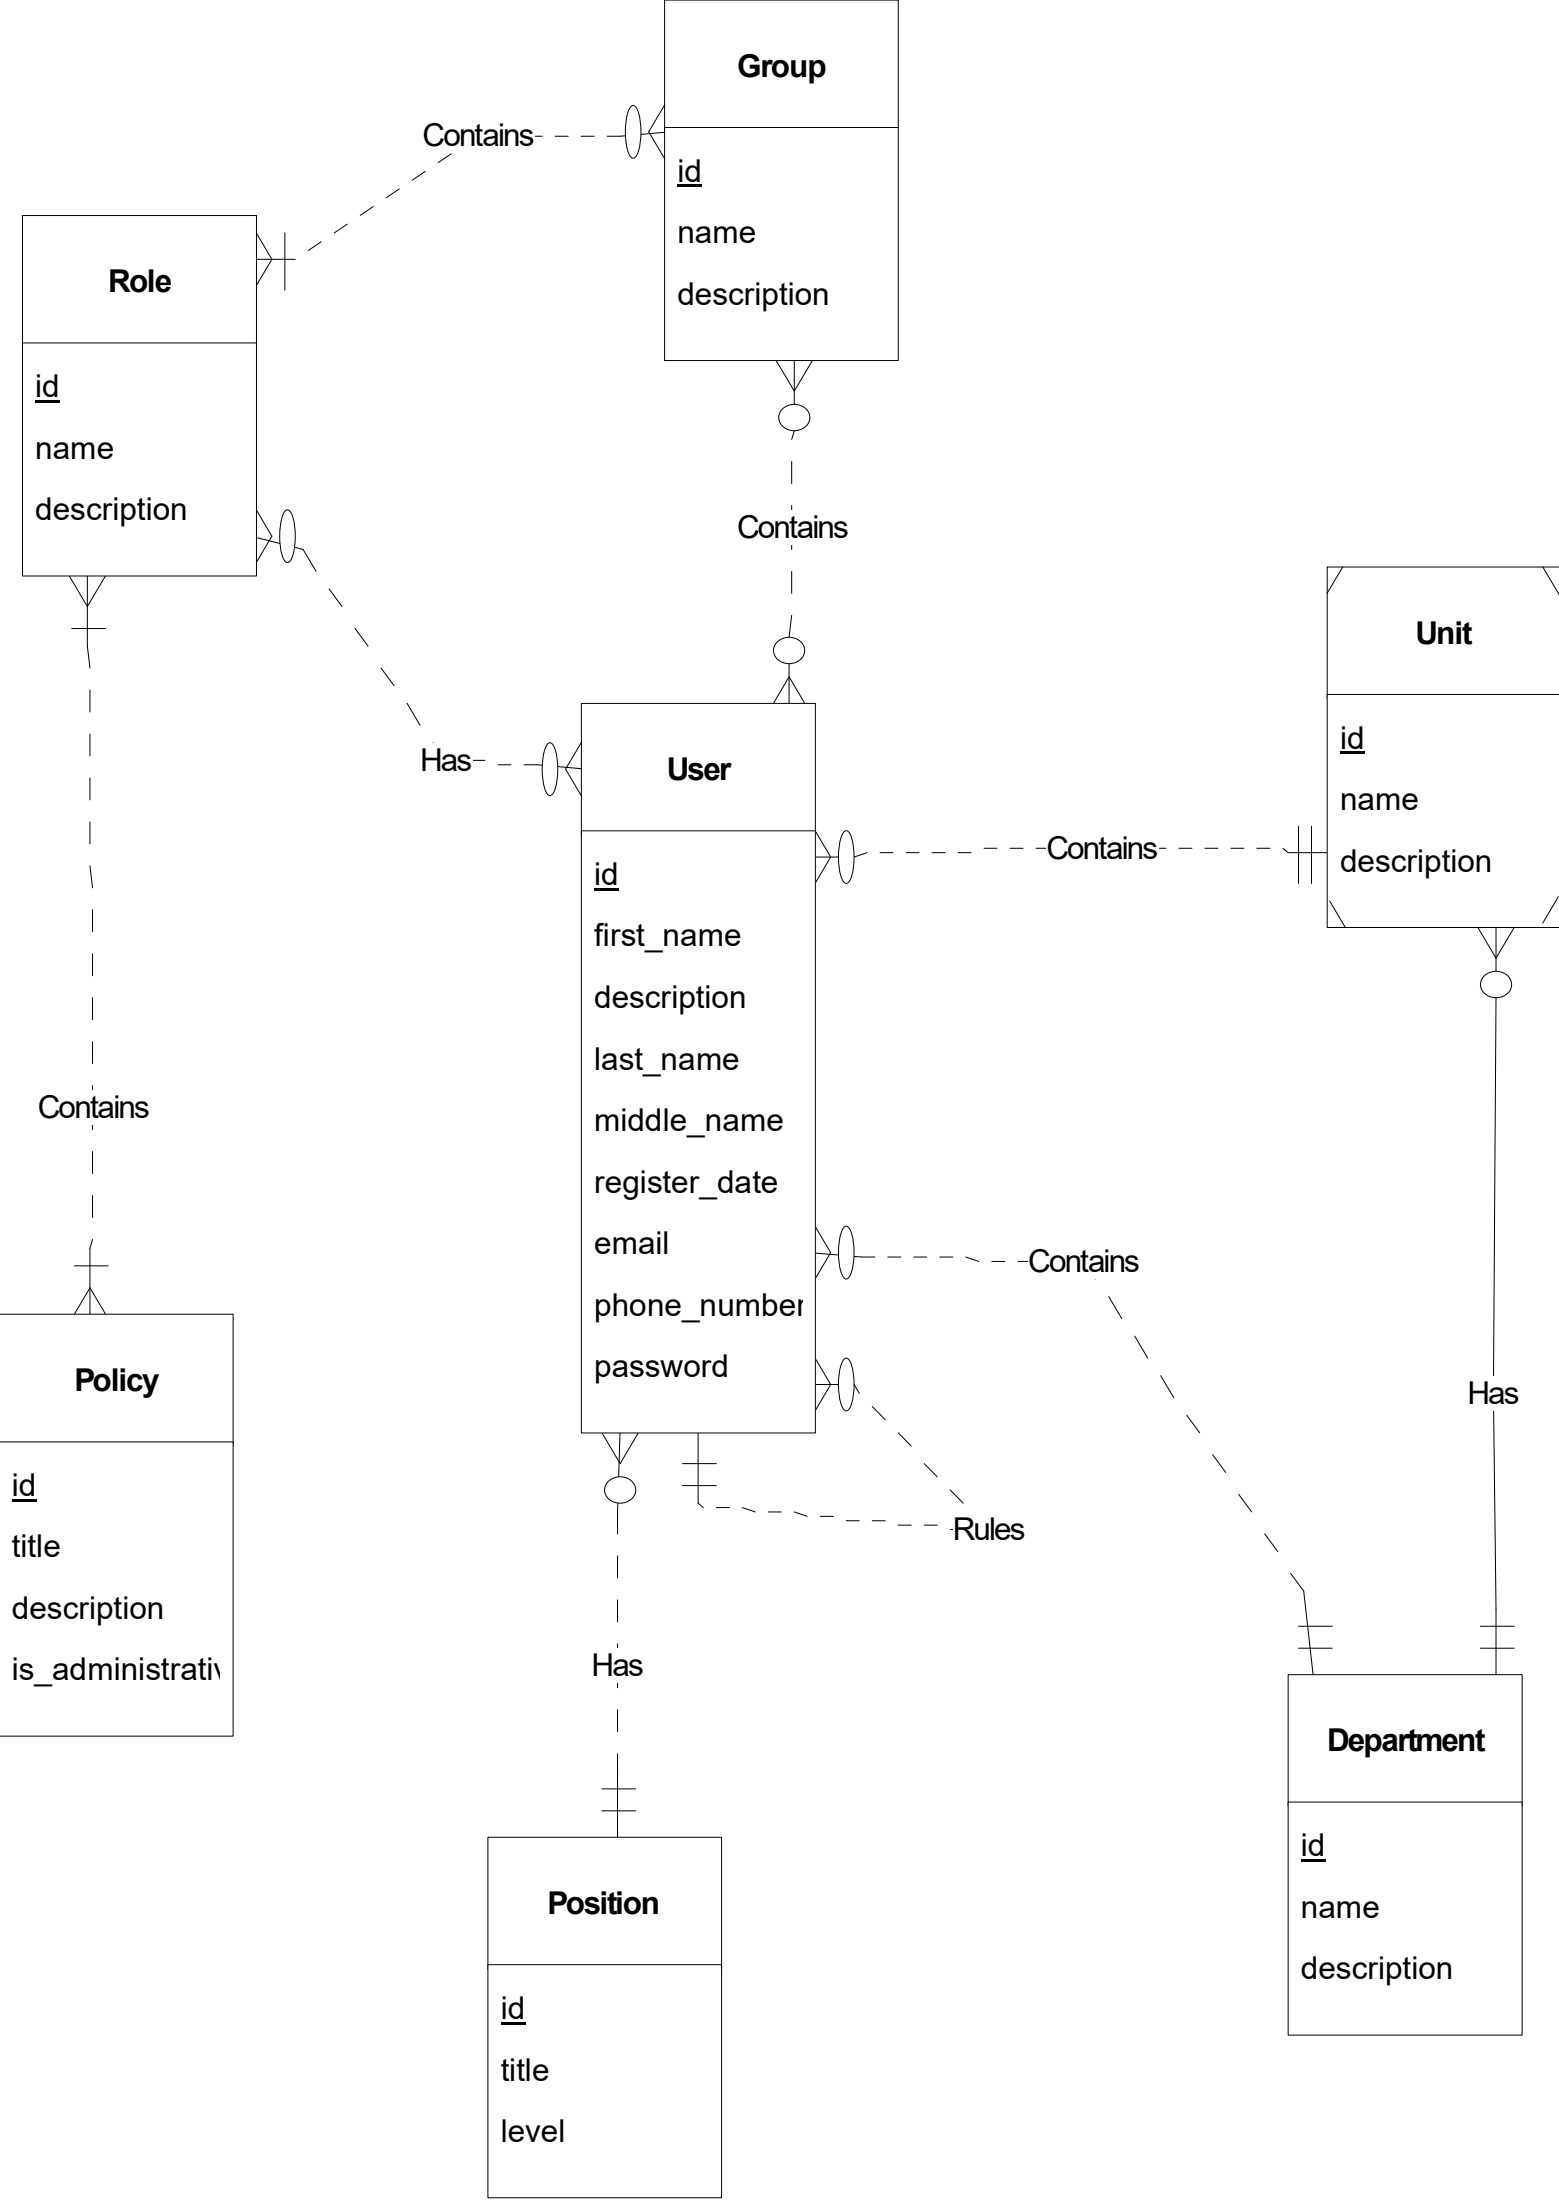 Group
id
name
description
Contains
Role
id
name
description
Contains
Unit
id
name
description
Has
User
id
first_name
description
last_name
middle_name
register_date
email
phone_number
password
Contains
Contains
Contains
Rules
Has
Policy
id
title
description
is_administrativ
Has
Department
id
name
description
Position
id
title
level